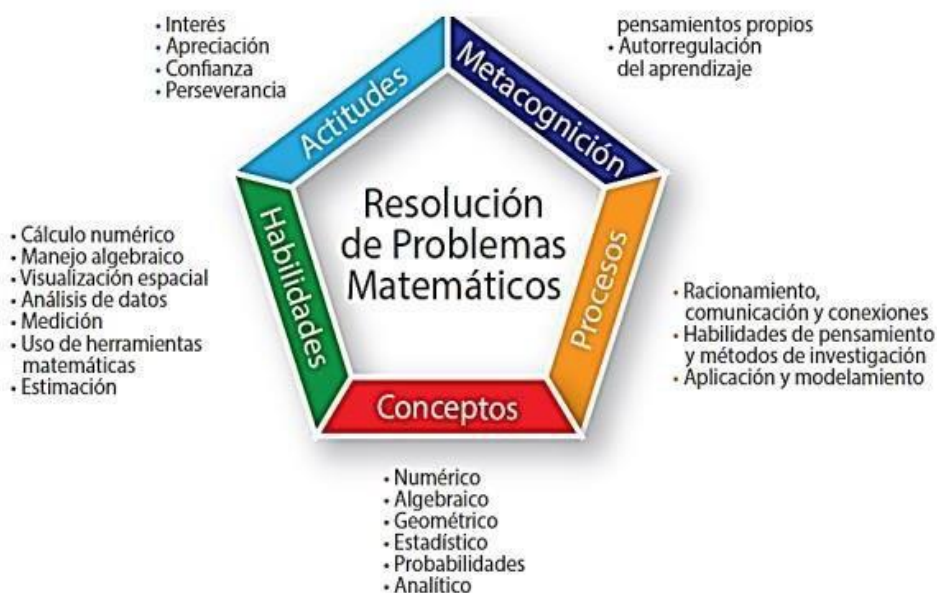 • Interés
• Apreciación
• Confianza
• Perseverancia
pensamientos propios
• Autorregulación
del aprendizaje
Actitudes
Metacognición
Habilidades
Resolución
de Problemas
Matemáticos
Procesos
Conceptos
• Cálculo numérico
• Manejo algebraico
• Visualización espacial
• Análisis de datos
• Medición
• Uso de herramientas
matemáticas
• Estimación
• Racionamiento,
comunicación y conexiones
• Habilidades de pensamiento
y métodos de investigación
• Aplicación y modelamiento
• Numérico
• Algebraico
• Geométrico
• Estadístico
• Probabilidades
• Analítico